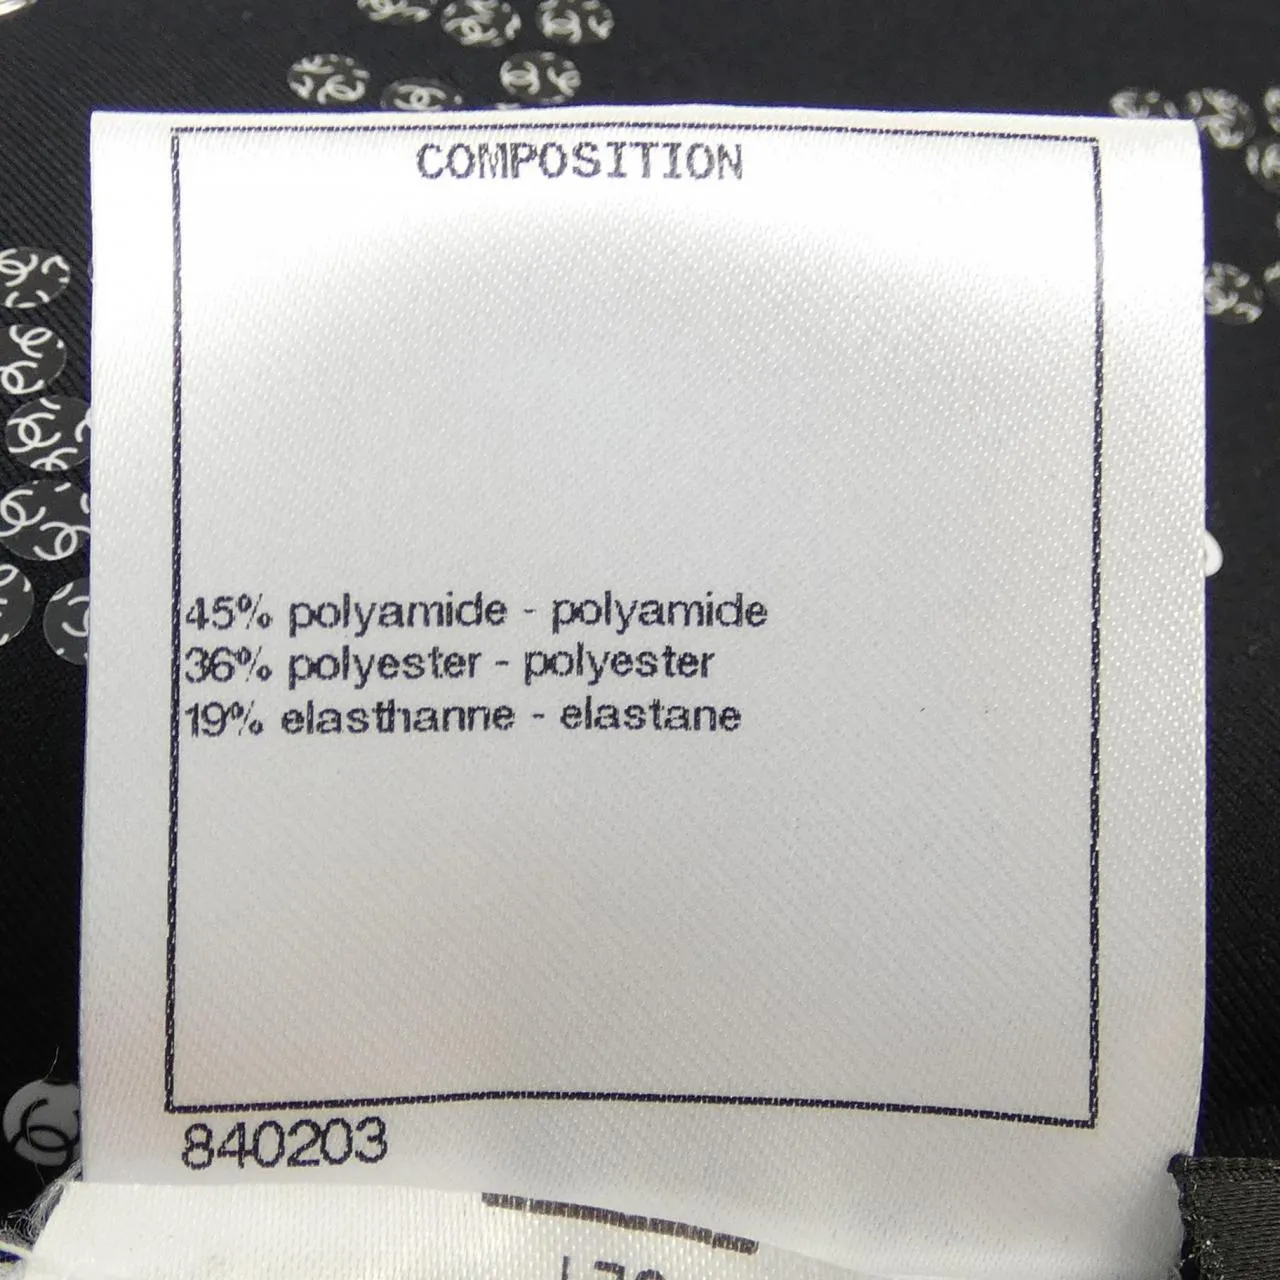 COMPOSITION
45% polyamide - polyamide
36% polyester - polyester
19% elasthanne - elastane
840203